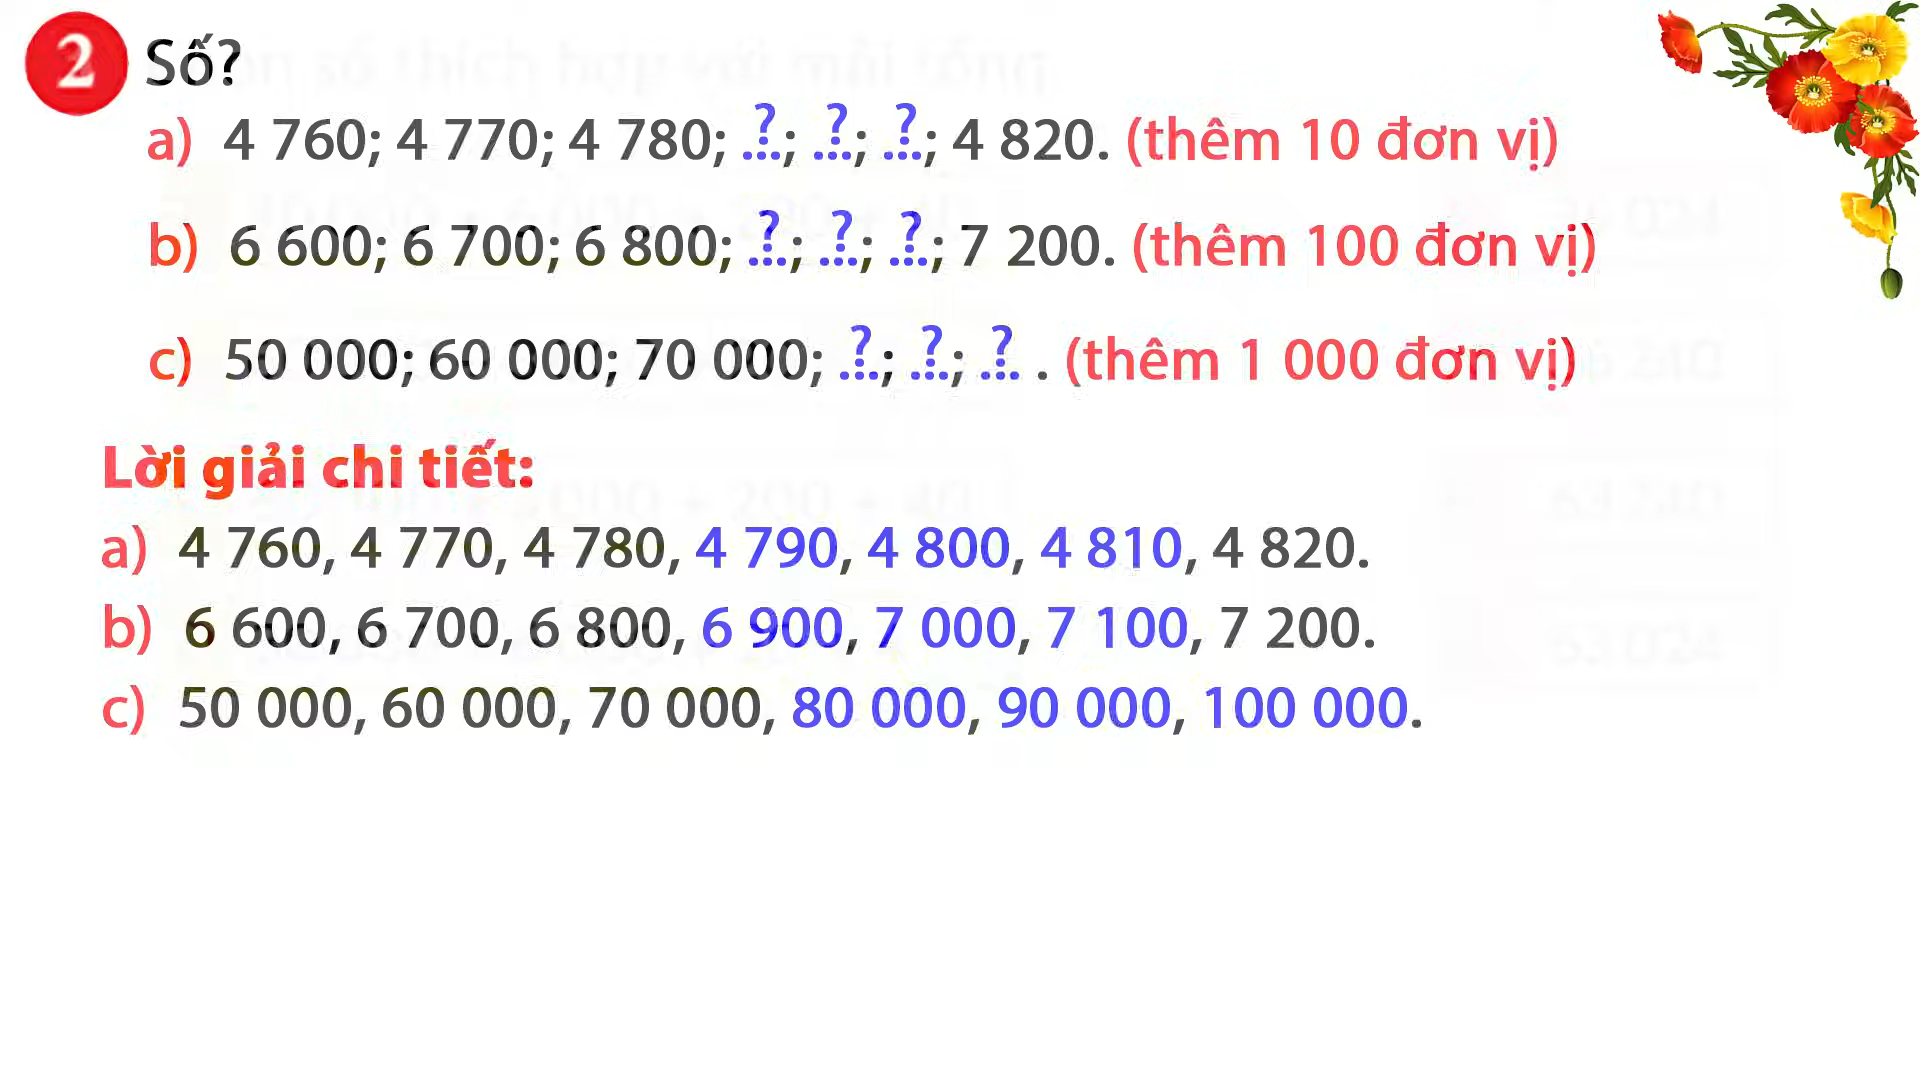 2 Số?
a) 4 760; 4 770; 4 780; ...?; ...?; ...?; 4 820. (thêm 10 đơn vị)
b) 6 600; 6 700; 6 800; ...?; ...?; ...?; 7 200. (thêm 100 đơn vị)
c) 50 000; 60 000; 70 000; ...?; ...?; ...? . (thêm 1 000 đơn vị)
Lời giải chi tiết:
a) 4 760, 4 770, 4 780, 4 790, 4 800, 4 810, 4 820.
b) 6 600, 6 700, 6 800, 6 900, 7 000, 7 100, 7 200.
c) 50 000, 60 000, 70 000, 80 000, 90 000, 100 000.